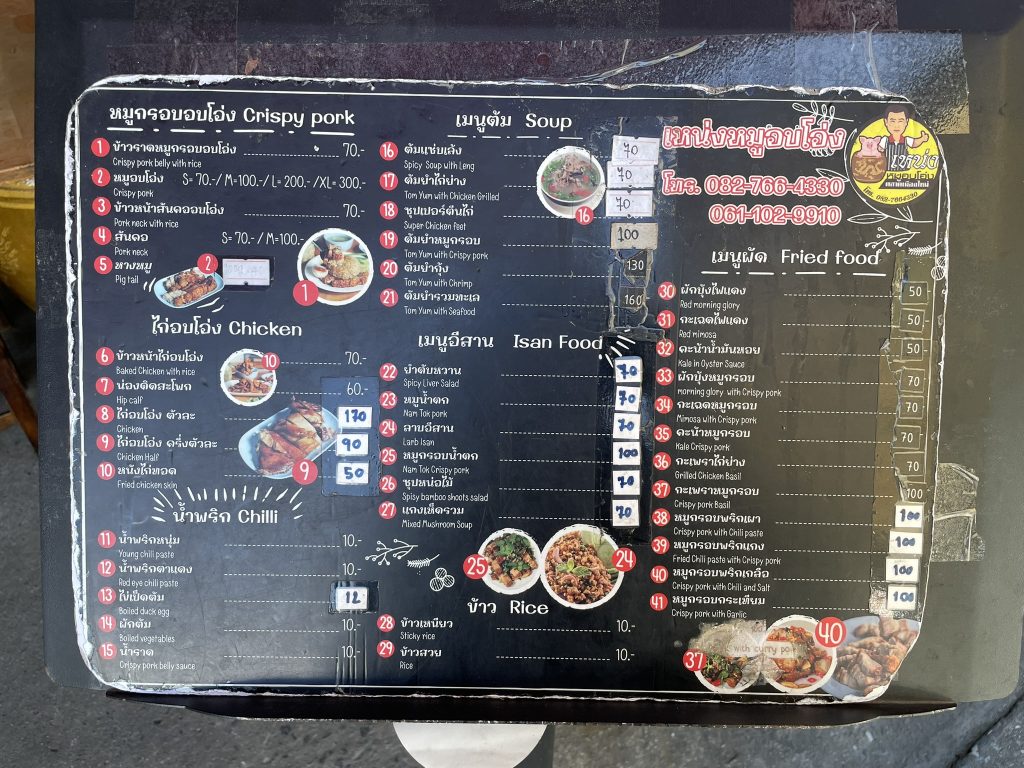 หมูกรอบอบโอ่ง Crispy pork
1 ข้าวราดหมูกรอบอบโอ่ง 70.-
Crispy pork belly with rice
2 หมูอบโอ่ง S=70.-/ M=100.-/ L=200.- /XL=300.-
Crispy pork
3 ข้าวหน้าสันคออบโอ่ง 70.-
Pork neck with rice
4 สันคอ S=70.-/ M=100.-
Pork neck
5 หางหมู
Pig tail
2
1
ไก่อบโอ่ง Chicken
6 ข้าวหน้าไก่อบโอ่ง 70.-
Baked Chicken with rice
7 น่องติดสะโพก 60.-
Hip calf
8 ไก่อบโอ่ง ตัวละ 170
Chicken
9 ไก่อบโอ่ง ครึ่งตัวละ 90
Chicken Half
10 หนังไก่ทอด 50
Fried chicken skin
10
9
น้ำพริก Chilli
11 น้ำพริกหนุ่ม 10.-
Young chili paste
12 น้ำพริกตาแดง 10.-
Red eye chili paste
13 ไข่เป็ดต้ม 12
Boiled duck egg
14 ผักต้ม 10.-
Boiled vegetables
15 น้ำราด 10.-
Crispy pork belly sauce
เมนูต้ม Soup
16 ต้มแซ่บเล้ง 70
Spicy Soup with Leng
17 ต้มยำไก่ย่าง 70
Tom Yum with Chicken Grilled
18 ซุปเปอร์ตีนไก่ 70
Super Chicken feet
19 ต้มยำหมูกรอบ 100
Tom Yum with Crispy pork
20 ต้มยำกุ้ง 130
Tom Yum with Chrimp
21 ต้มยำรวมทะเล 160
Tom Yum with Seafood
16
เมนูอีสาน Isan Food
22 ยำตับหวาน 70
Spicy Liver Salad
23 หมูน้ำตก 70
Nam Tok pork
24 ลาบอีสาน 70
Larb isan
25 หมูกรอบน้ำตก 100
Nam Tok Crispy pork
26 ซุปหน่อไม้ 70
Spisy barboo shoots salad
27 แกงเห็ดรวม 70
Mixed Mushroom Soup
25
24
ข้าว Rice
28 ข้าวเหนียว 10.-
Sticky rice
29 ข้าวสวย 10.-
Rice
เหน่งหมูอบโอ่ง
โทร. 082-766-4330
061-102-9910
เหน่ง
หมูอบโอ่ง
โทร. 082-7664330
เมนูผัด Fried food
30 ผักบุ้งไฟแดง 50
Red morning glory
31 กะเฉดไฟแดง 50
Red mimosa
32 คะน้าน้ำมันหอย 50
Kale in Oyster Sauce
33 ผักบุ้งหมูกรอบ 70
morning glory with Crispy pork
34 กะเฉดหมูกรอบ 70
Mimosa with Crispy pork
35 คะน้าหมูกรอบ 70
Kale Crispy pork
36 กะเพราไก่ย่าง 70
Grilled Chicken Basil
37 กะเพราหมูกรอบ 100
Crispy pork Basil
38 หมูกรอบพริกเผา 100
Crispy pork with Chili paste
39 หมูกรอบพริกแกง 100
Fried Chili paste with Crispy pork
40 หมูกรอบพริกเกลือ 100
Crispy pork with Chili and Salt
41 หมูกรอบกระเทียม 100
Crispy pork with Garlic
with curry po
37
40